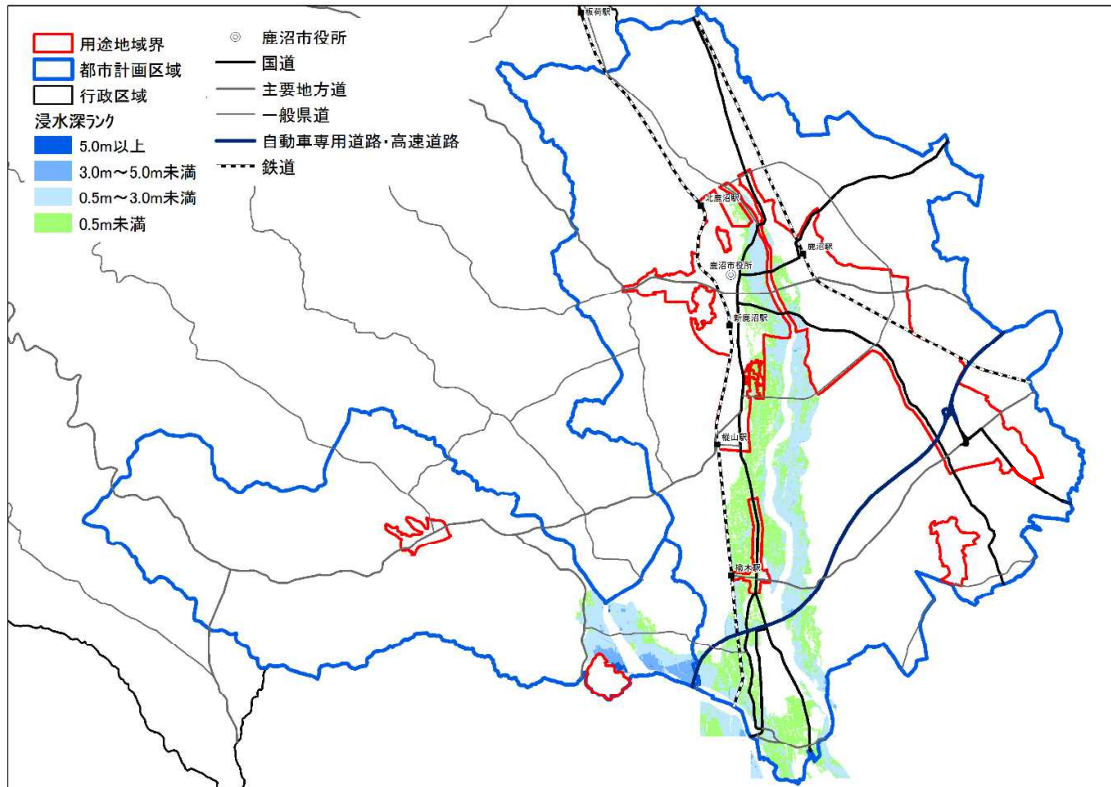 用途地域界
都市計画区域
行政区域
浸水深ランク
5.0m以上
3.0m～5.0m未満
0.5m～3.0m未満
0.5m未満
鹿沼市役所
国道
主要地方道
一般県道
自動車専用道路・高速道路
鉄道
板荷駅
北鹿沼駅
鹿沼駅
鹿沼市役所
新鹿沼駅
樅山駅
楡木駅